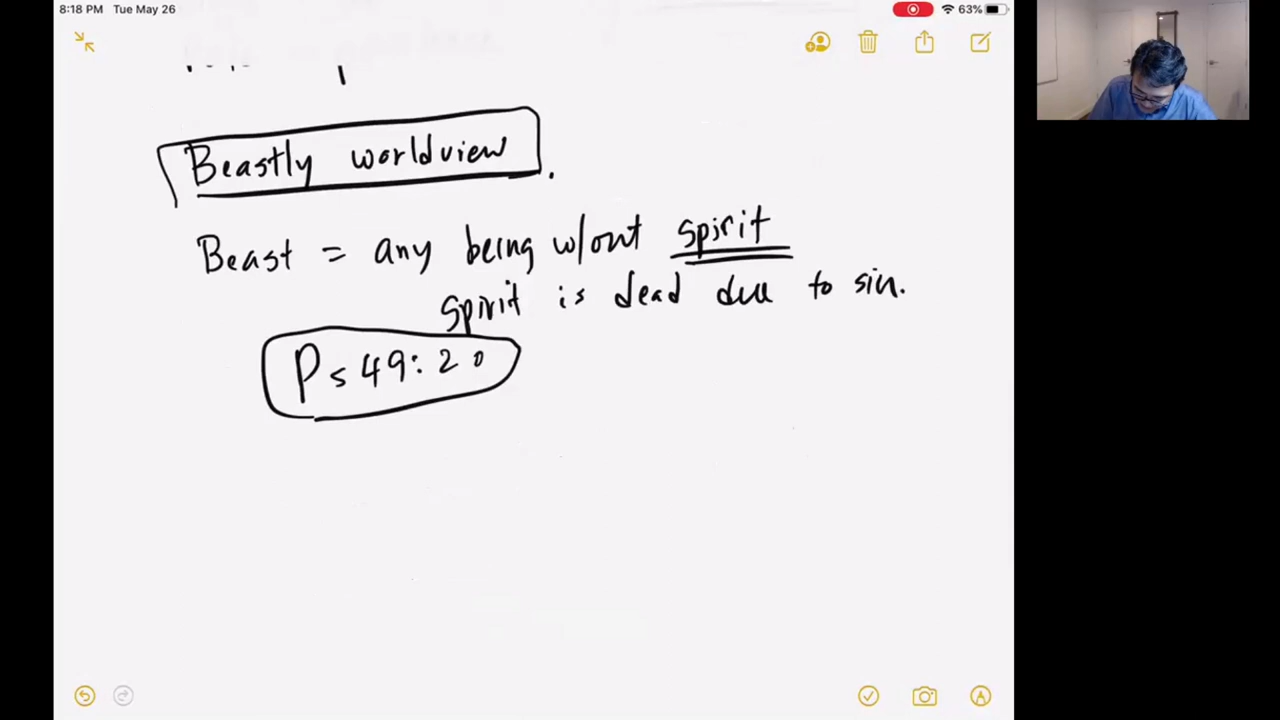 8:18 PM Tue May 26 63%
Beastly worldview.
Beast = any being w/out spirit
spirit is dead due to sin.
Ps 49:20